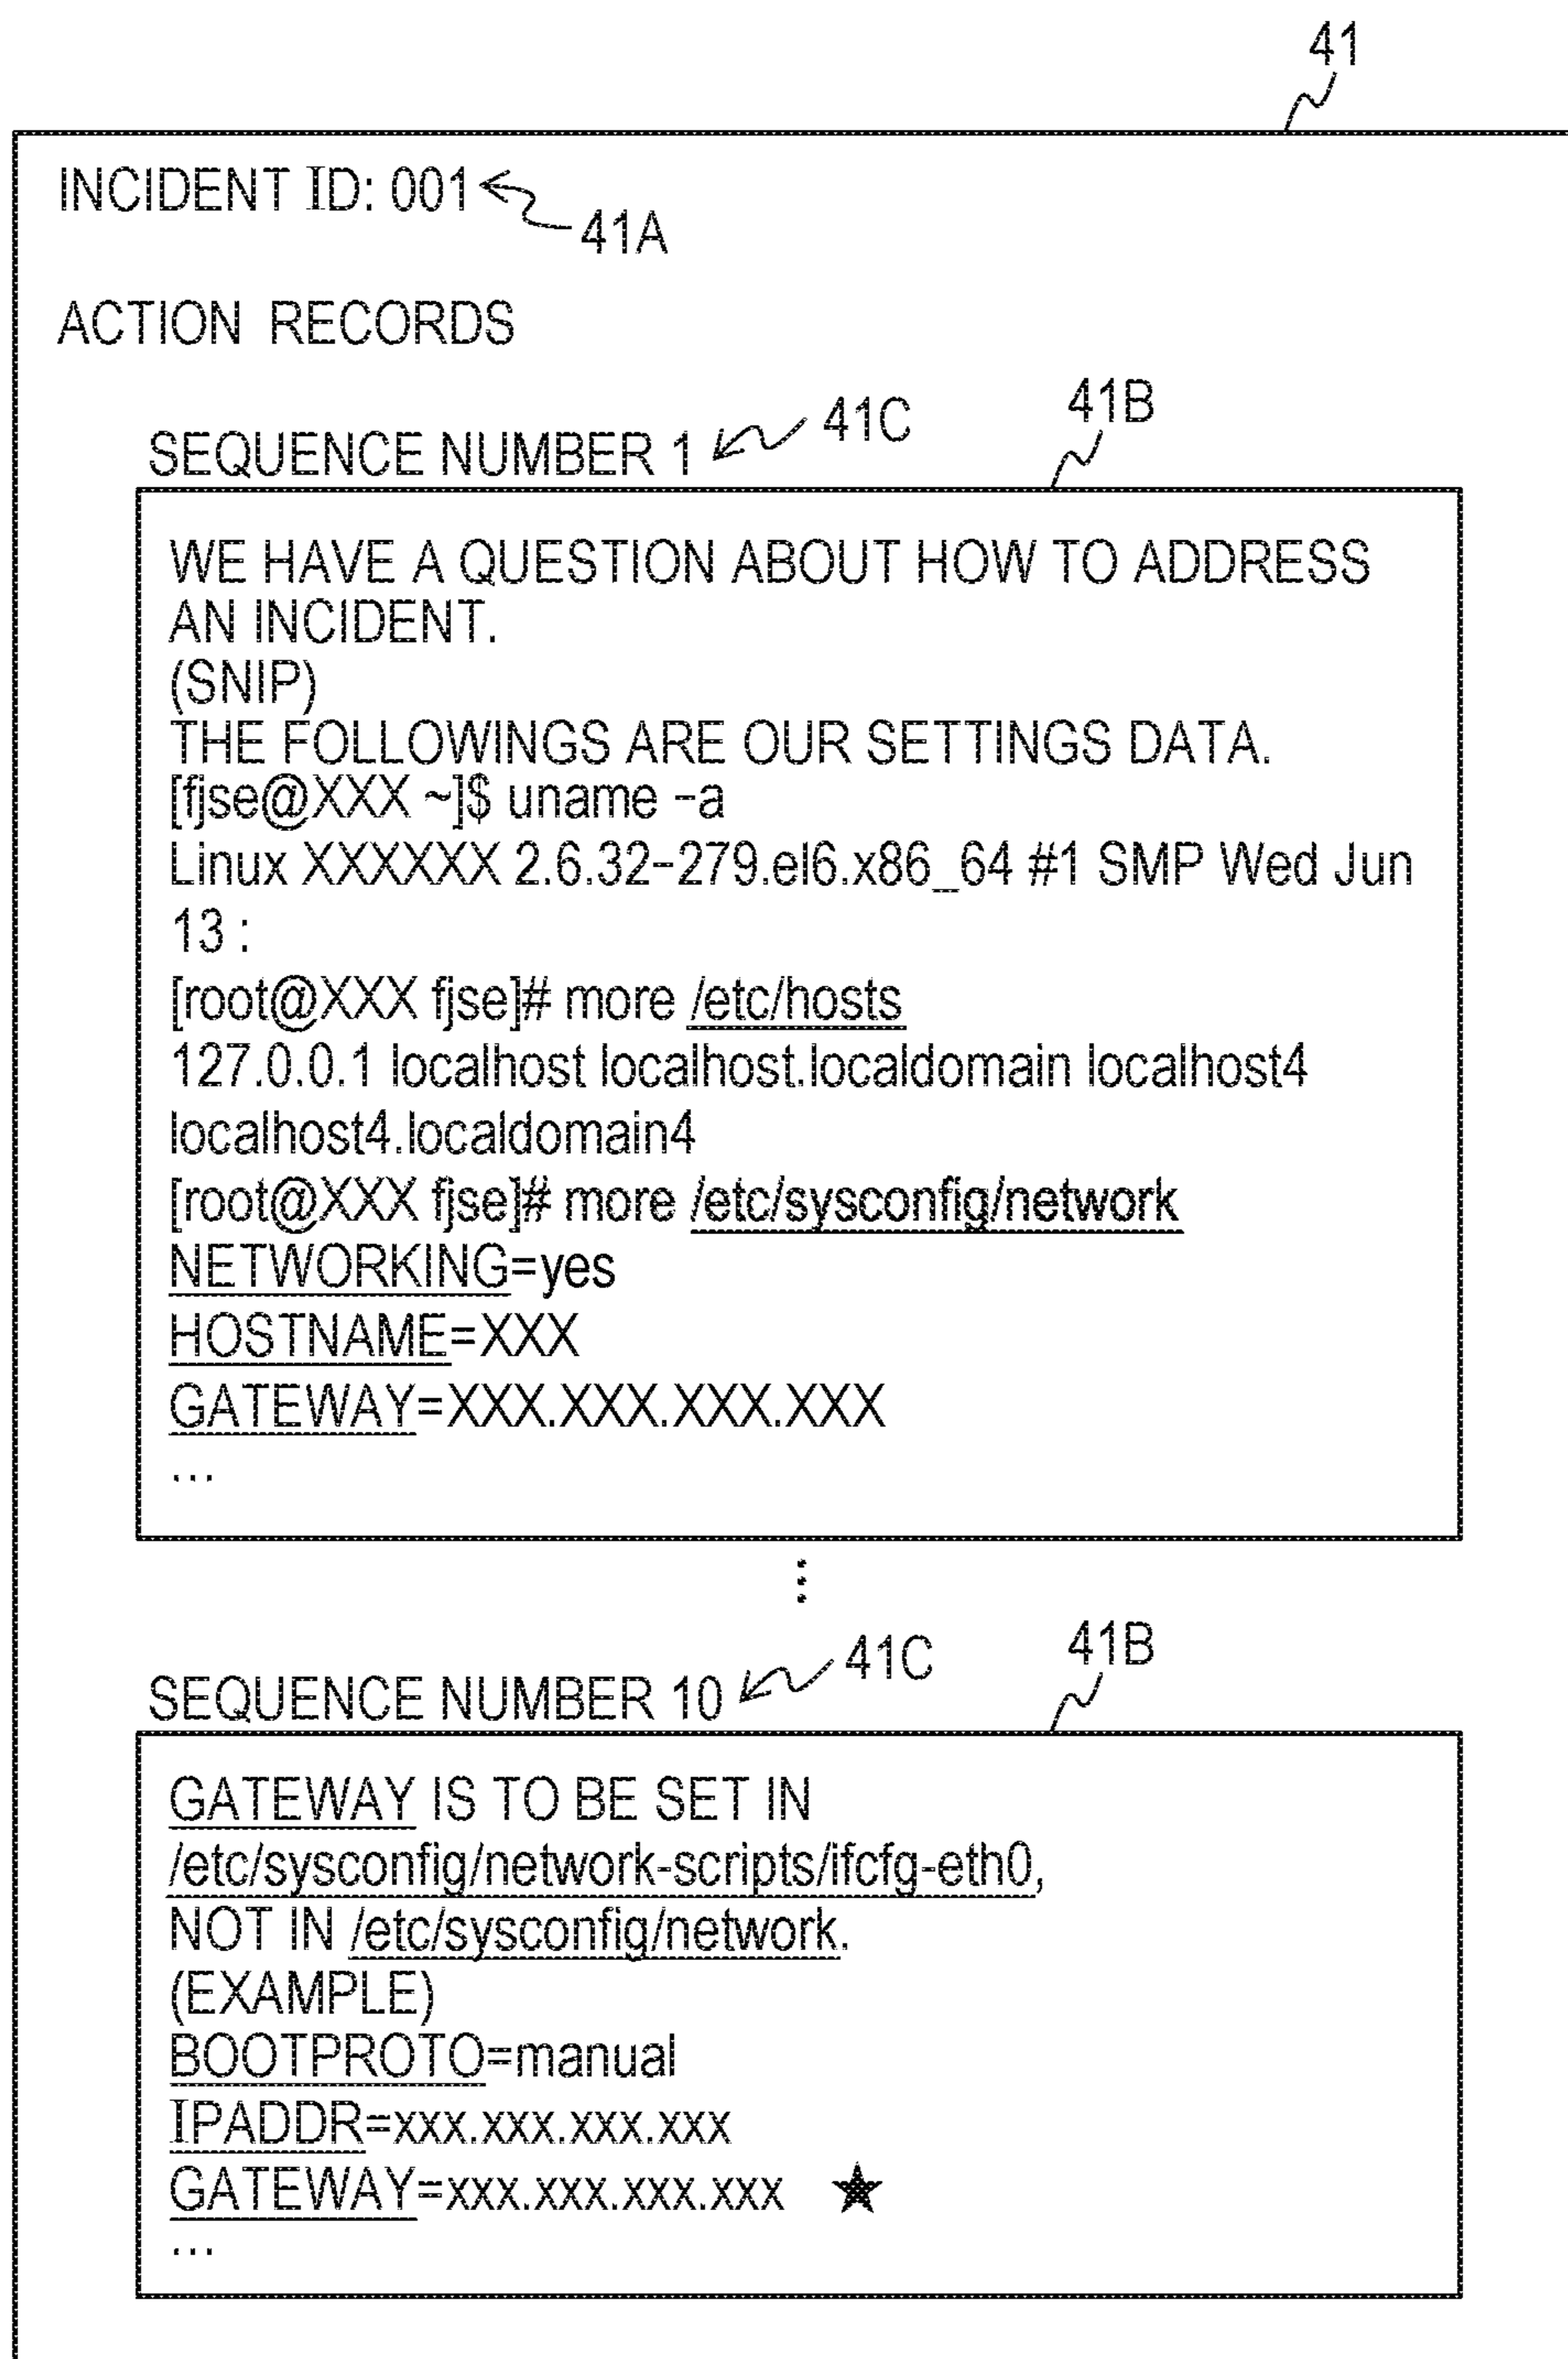 41
INCIDENT ID: 001
41A
ACTION RECORDS
41C
41B
SEQUENCE NUMBER 1
WE HAVE A QUESTION ABOUT HOW TO ADDRESS
AN INCIDENT.
(SNIP)
THE FOLLOWINGS ARE OUR SETTINGS DATA.
[fjse@XXX ~]$ uname -a
Linux XXXXXX 2.6.32-279.el6.x86_64 #1 SMP Wed Jun
13 :
[root@XXX fjse]# more /etc/hosts
127.0.0.1 localhost localhost.localdomain localhost4
localhost4.localdomain4
[root@XXX fjse]# more /etc/sysconfig/network
NETWORKING=yes
HOSTNAME=XXX
GATEWAY=XXX.XXX.XXX.XXX
...
⋮
41C
41B
SEQUENCE NUMBER 10
GATEWAY IS TO BE SET IN
/etc/sysconfig/network-scripts/ifcfg-eth0,
NOT IN /etc/sysconfig/network.
(EXAMPLE)
BOOTPROTO=manual
IPADDR=xxx.xxx.xxx.xxx
GATEWAY=xxx.xxx.xxx.xxx ★
...